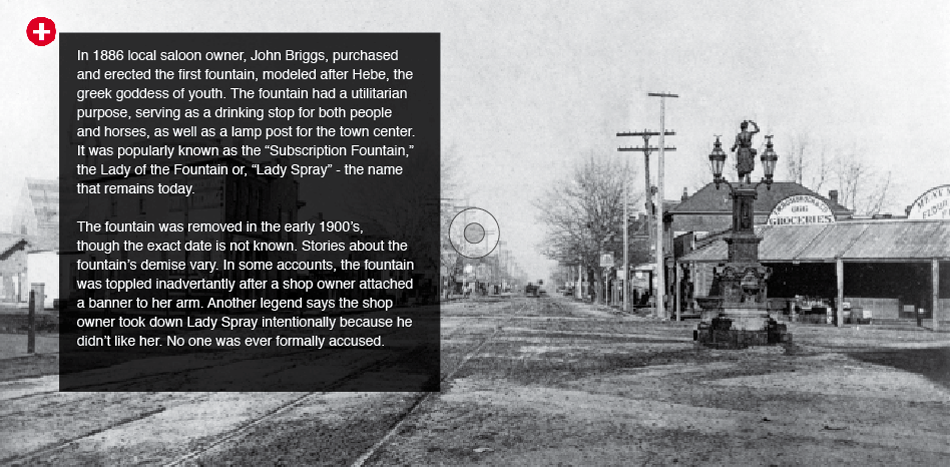 In 1886 local saloon owner, John Briggs, purchased
and erected the first fountain, modeled after Hebe, the
greek goddess of youth. The fountain had a utilitarian
purpose, serving as a drinking stop for both people
and horses, as well as a lamp post for the town center.
It was popularly known as the “Subscription Fountain,”
the Lady of the Fountain or, “Lady Spray” - the name
that remains today.
The fountain was removed in the early 1900’s,
though the exact date is not known. Stories about the
fountain’s demise vary. In some accounts, the fountain
was toppled inadvertantly after a shop owner attached
a banner to her arm. Another legend says the shop
owner took down Lady Spray intentionally because he
didn’t like her. No one was ever formally accused.
GROCERIES